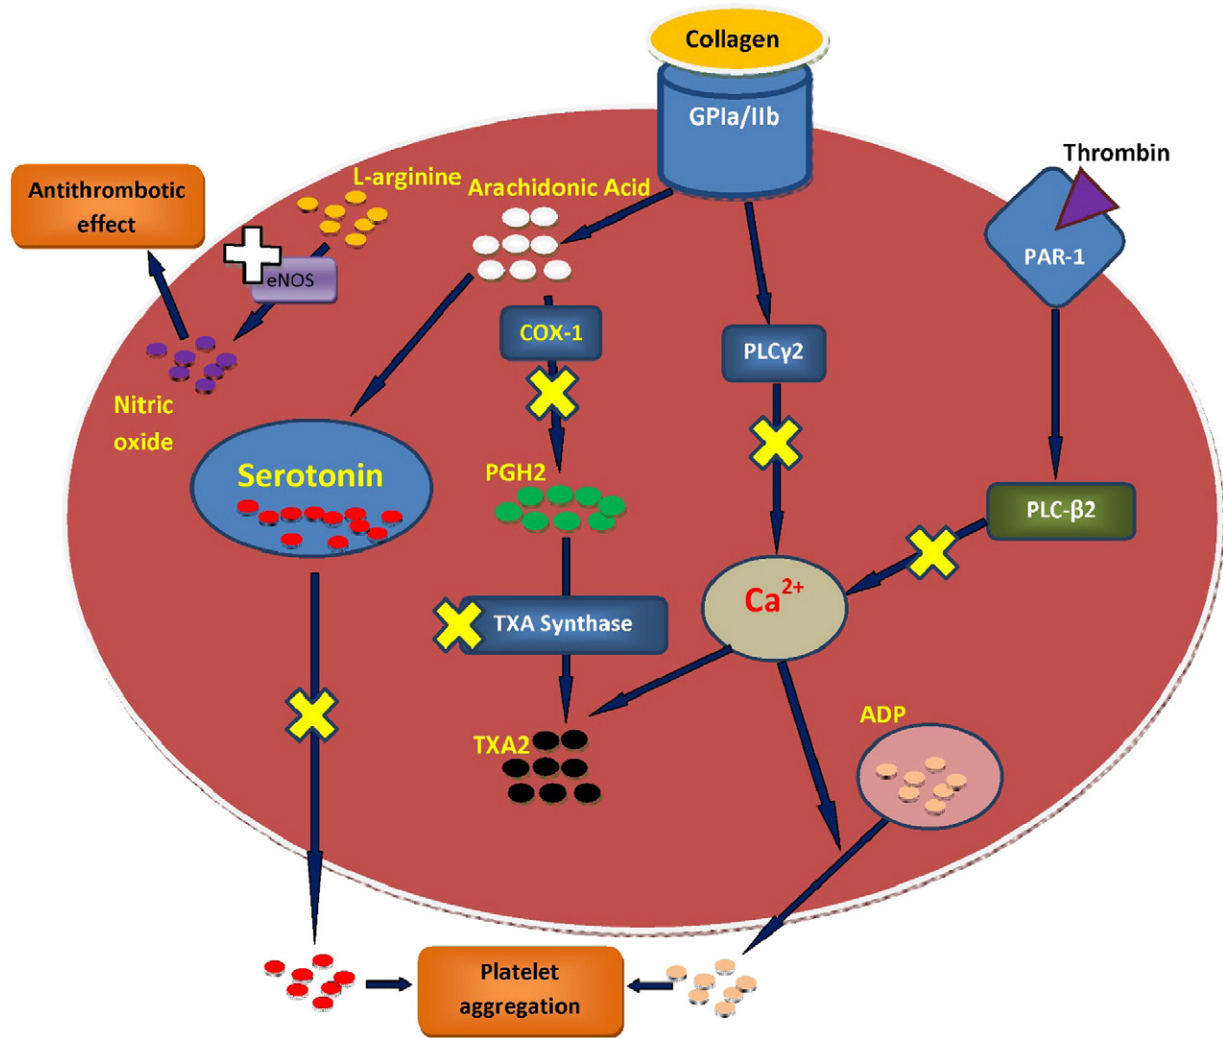 Collagen
GPIa/IIb
Thrombin
PAR-1
Antithrombotic
effect
L-arginine
Arachidonic Acid
eNOS
COX-1
PLCγ2
Nitric
oxide
Serotonin
PGH2
PLC-β2
Ca²⁺
TXA Synthase
TXA2
ADP
Platelet
aggregation